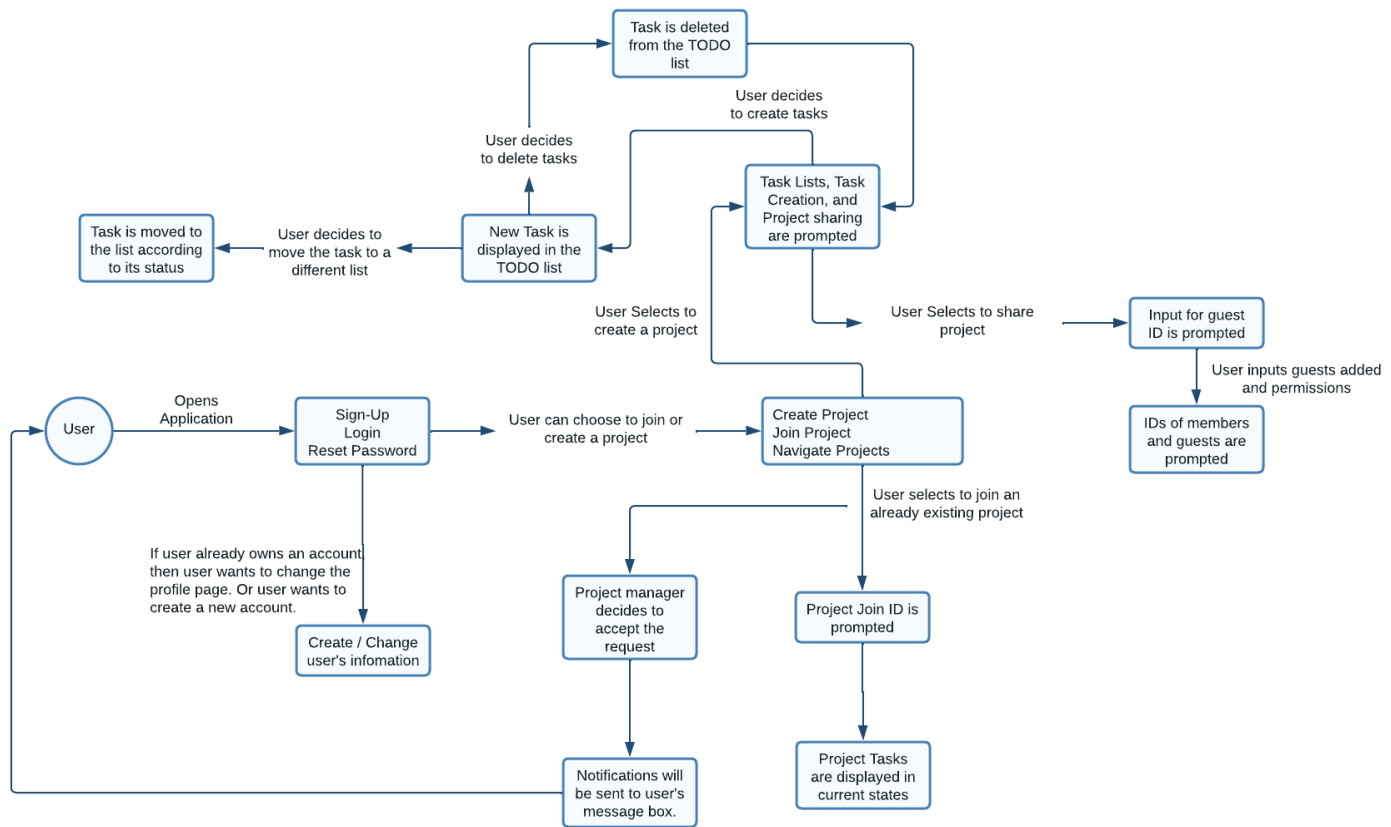 Task is deleted
from the TODO
list
User decides
to create tasks
User decides
to delete tasks
Task Lists, Task
Creation, and
Project sharing
are prompted
Task is moved to
the list according
to its status
User decides to
move the task to a
different list
New Task is
displayed in the
TODO list
User Selects to
create a project
User Selects to share
project
Input for guest
ID is prompted
User inputs guests added
and permissions
IDs of members
and guests are
prompted
User
Opens
Application
Sign-Up
Login
Reset Password
User can choose to join or
create a project
Create Project
Join Project
Navigate Projects
User selects to join an
already existing project
If user already owns an account,
then user wants to change the
profile page. Or user wants to
create a new account.
Create / Change
user's infomation
Project manager
decides to
accept the
request
Project Join ID is
prompted
Notifications will
be sent to user's
message box.
Project Tasks
are displayed in
current states